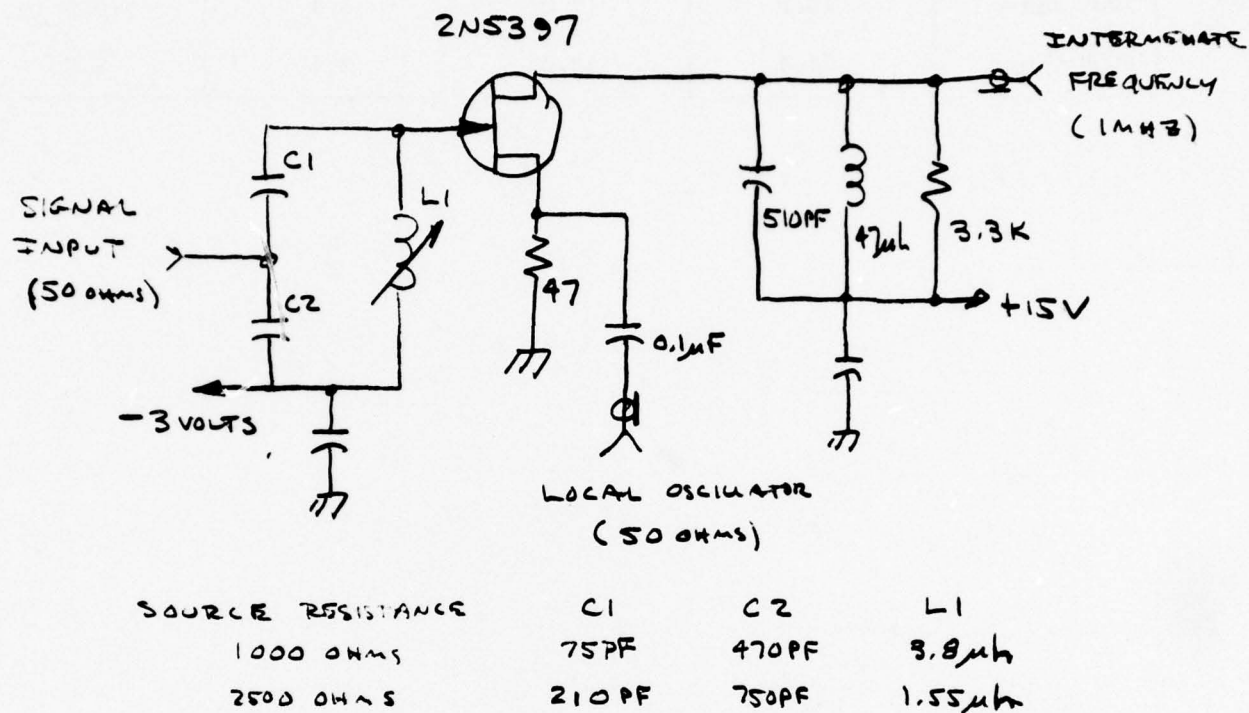 2N5397
INTERMEDIATE
FREQUENCY
(1MHZ)
C1
L1
SIGNAL
INPUT
(50 OHMS)
C2
510PF
47µh
3.3K
47
+15V
0.1µF
-3 VOLTS
LOCAL OSCILLATOR
(50 OHMS)
SOURCE RESISTANCE C1 C2 L1
1000 OHMS 75PF 470PF 3.8µh
2500 OHMS 210PF 750PF 1.55µh